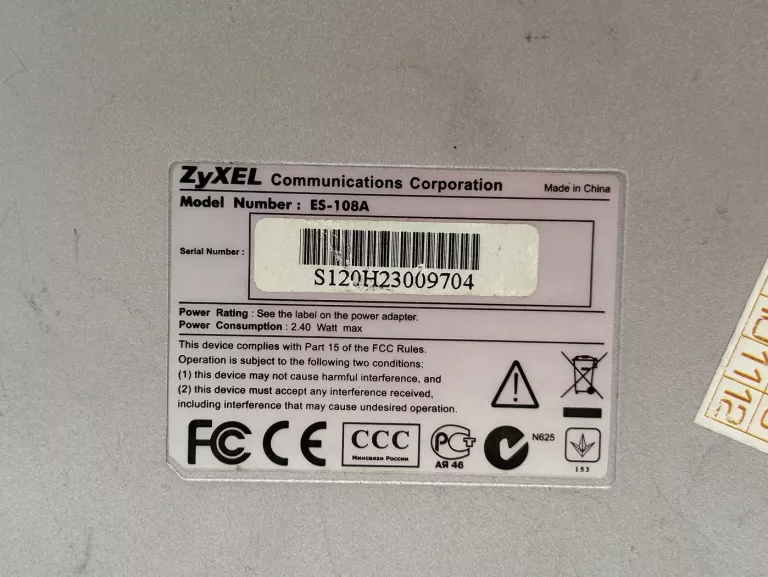 ZyXEL Communications Corporation Made in China
Model Number : ES-108A
Serial Number :
S120H23009704
Power Rating : See the label on the power adapter.
Power Consumption : 2.40 Watt max
This device complies with Part 15 of the FCC Rules.
Operation is subject to the following two conditions:
(1) this device may not cause harmful interference, and
(2) this device must accept any interference received,
including interference that may cause undesired operation.
FC CE CCC РСТ N625
Минсвязи России
АЯ 46
153